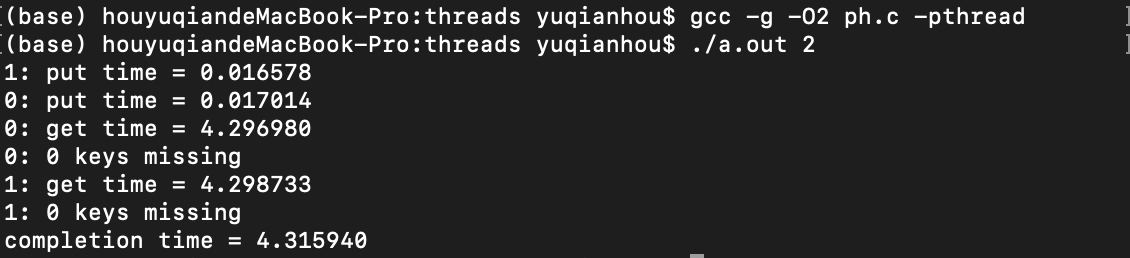 [(base) houyuqiandeMacBook-Pro:threads yuqianhou$ gcc -g -O2 ph.c -pthread ]
[(base) houyuqiandeMacBook-Pro:threads yuqianhou$ ./a.out 2 ]
1: put time = 0.016578
0: put time = 0.017014
0: get time = 4.296980
0: 0 keys missing
1: get time = 4.298733
1: 0 keys missing
completion time = 4.315940